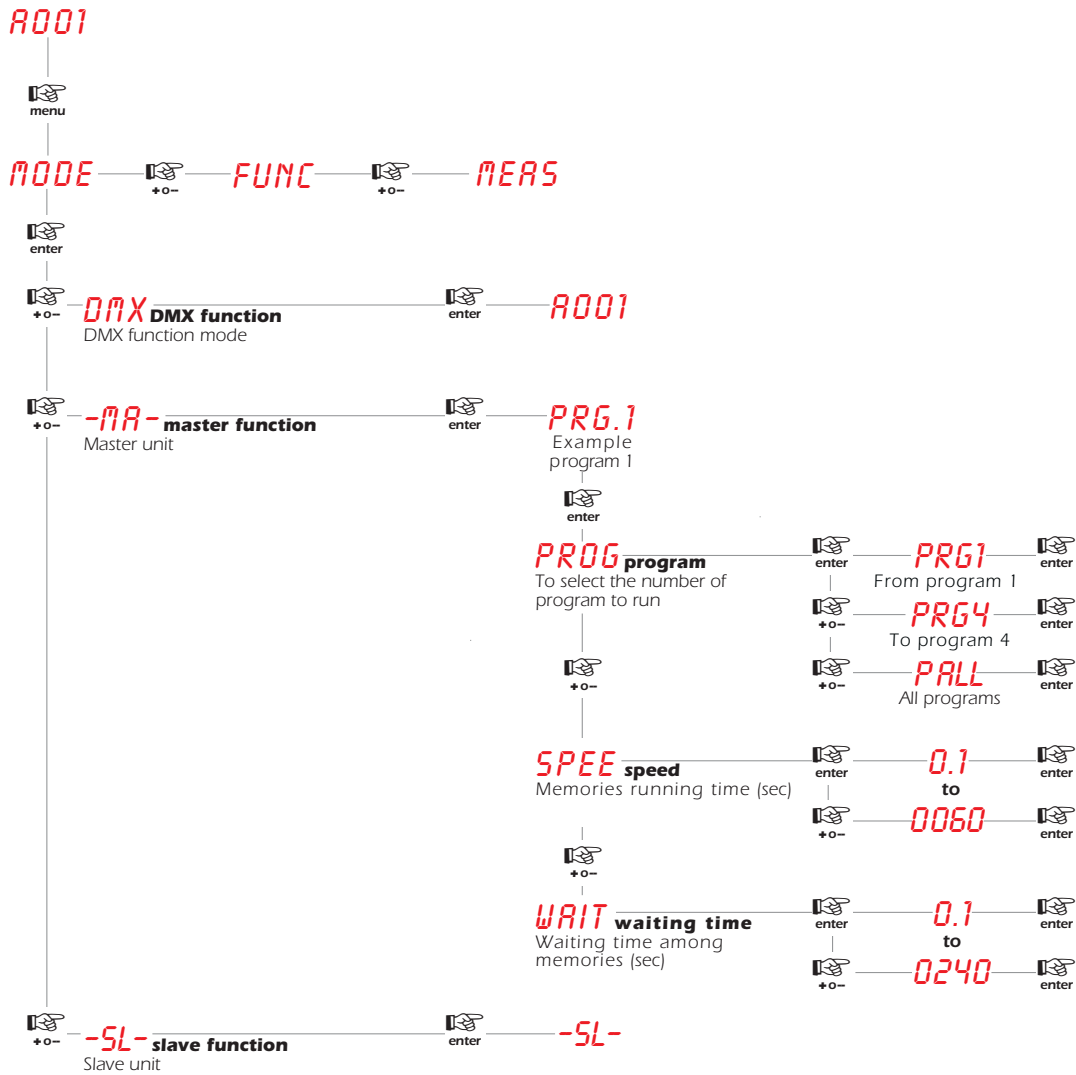 A001
menu
MODE +o- FUNC +o- MEAS
enter
+o- DMX DMX function enter A001
DMX function mode
+o- -MA- master function enter PRG.1
Master unit Example
program 1
enter
PROG program enter PRG1 enter
To select the number of From program 1
program to run +o- PRG4 enter
To program 4
+o- +o- PALL enter
All programs
SPEE speed enter 0.1 enter
Memories running time (sec) to
+o- 0060 enter
+o-
WAIT waiting time enter 0.1 enter
Waiting time among to
memories (sec) +o- 0240 enter
+o- -SL- slave function enter -SL-
Slave unit